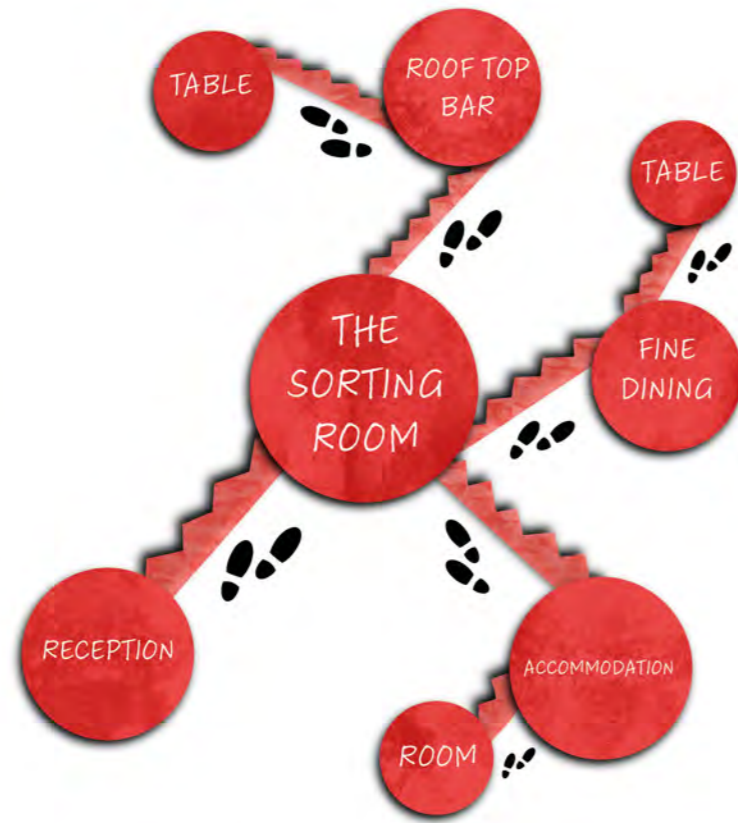 TABLE
ROOF TOP
BAR
TABLE
THE
SORTING
ROOM
FINE
DINING
RECEPTION
ACCOMMODATION
ROOM